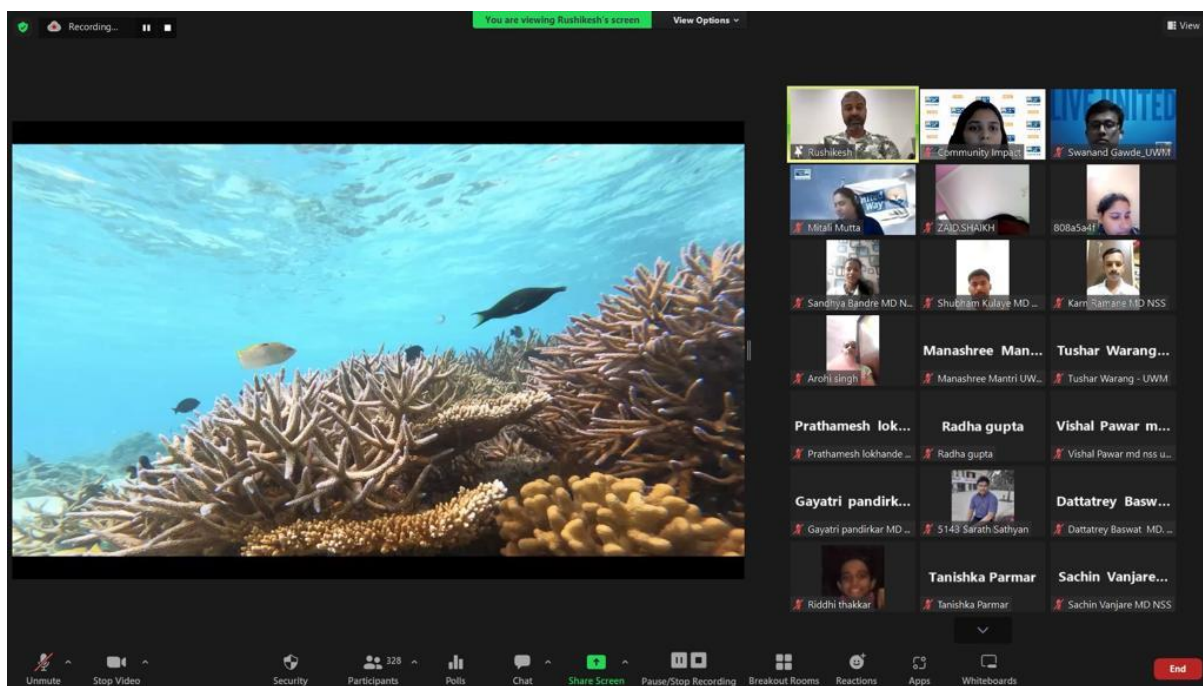 Recording...
You are viewing Rushikesh's screen
View Options
View
Rushikesh
Community Impact
LIVE UNITED
Swanand Gawde_UWM
Mitali Mutta
Way
ZAID.SHAIKH
808a5a4f
Sandhya Bandre MD N...
Shubham Kulaye MD ...
Karn Ramane MD NSS
Arohi singh
Manashree Man...
Manashree Mantri UW...
Tushar Warang...
Tushar Warang - UWM
Prathamesh lok...
Prathamesh lokhande ...
Radha gupta
Radha gupta
Vishal Pawar m...
Vishal Pawar md nss u...
Gayatri pandirk...
Gayatri pandirkar MD ...
5143 Sarath Sathyan
Dattatrey Basw...
Dattatrey Baswat MD. ...
Riddhi thakkar
Tanishka Parmar
Tanishka Parmar
Sachin Vanjare...
Sachin Vanjare MD NSS
Unmute
Stop Video
Security
328
Participants
Polls
Chat
Share Screen
Pause/Stop Recording
Breakout Rooms
Reactions
Apps
Whiteboards
End